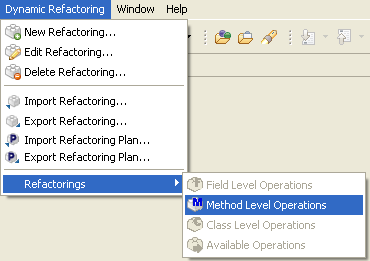 Dynamic Refactoring Window Help
New Refactoring...
Edit Refactoring...
Delete Refactoring...
Import Refactoring...
Export Refactoring...
Import Refactoring Plan...
Export Refactoring Plan...
Refactorings
Field Level Operations
Method Level Operations
Class Level Operations
Available Operations